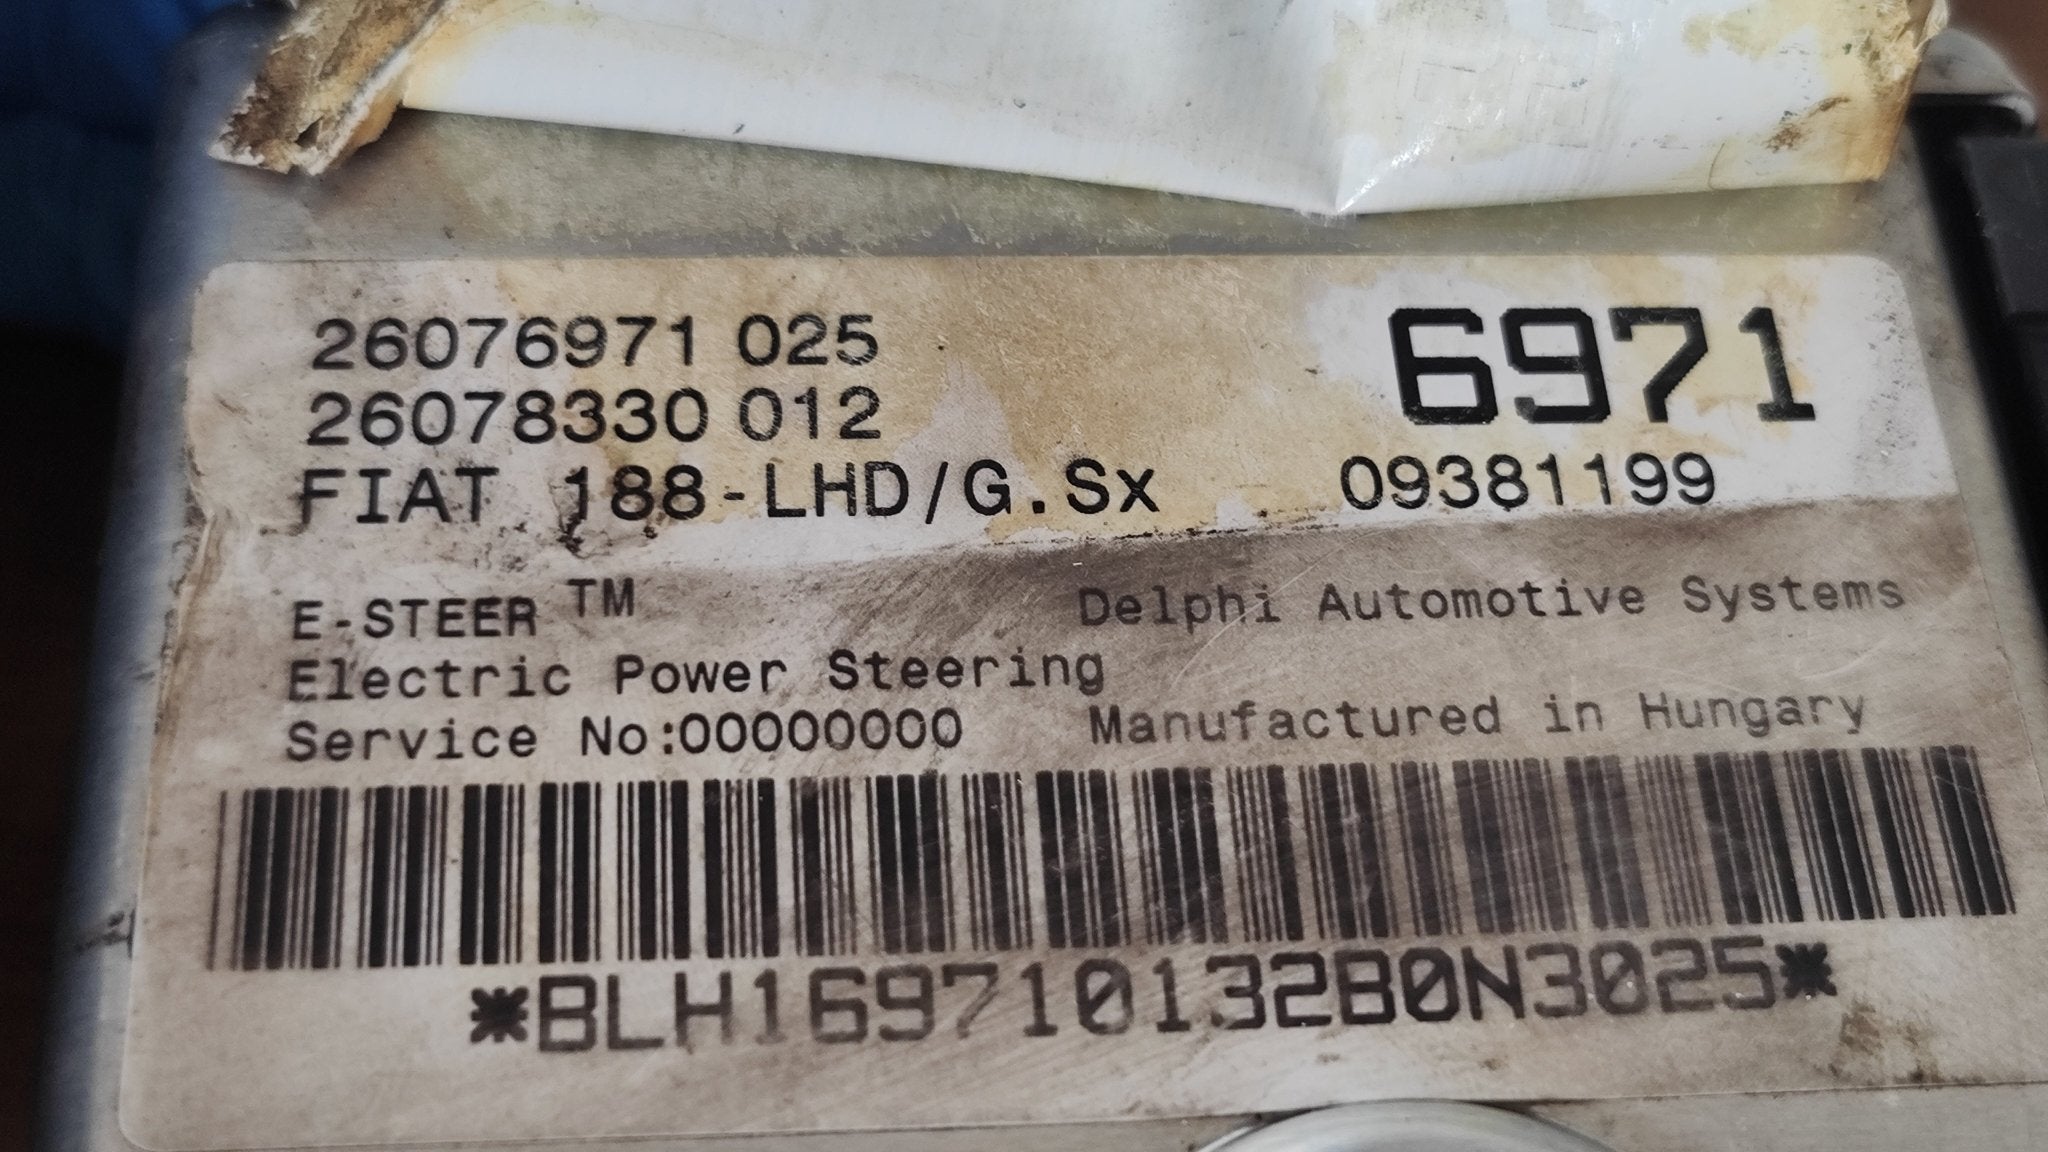 26076971 025 6971
26078330 012
FIAT 188-LHD/G.Sx 09381199
E-STEER TM Delphi Automotive Systems
Electric Power Steering
Service No:00000000 Manufactured in Hungary
*BLH169710132B0N3025*